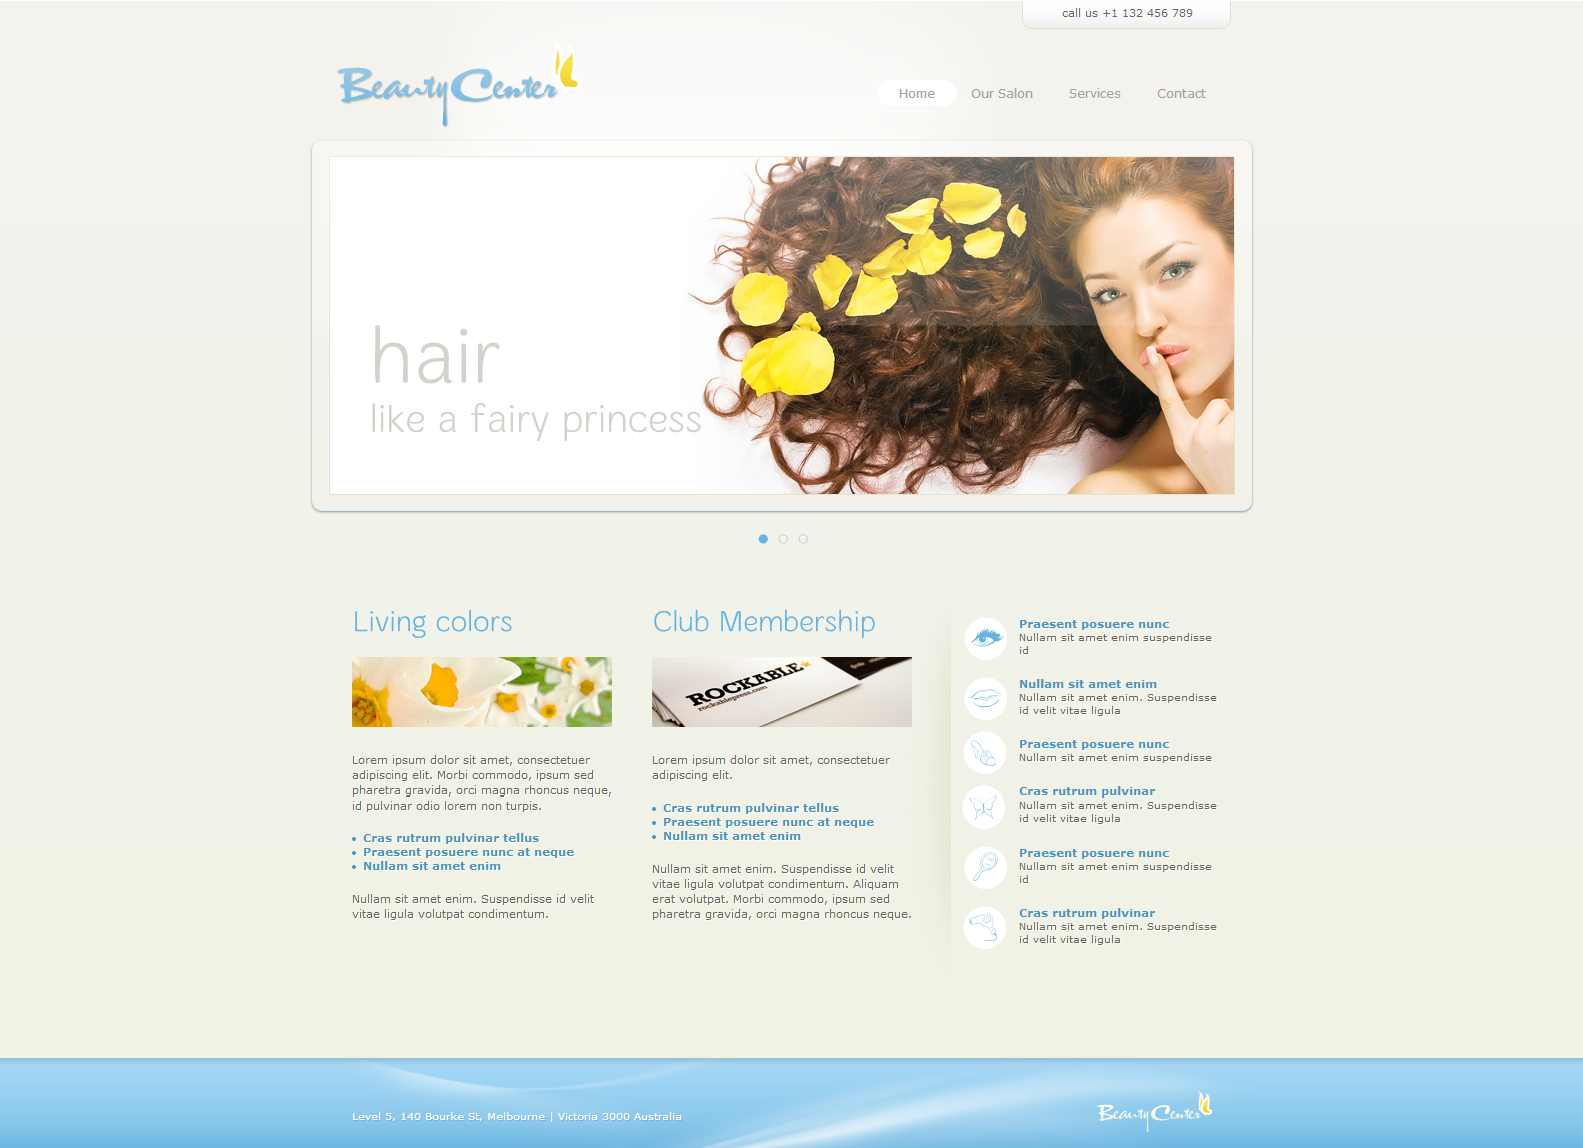 call us +1 132 456 789
Beauty Center
Home Our Salon Services Contact
hair
like a fairy princess
Living colors
Lorem ipsum dolor sit amet, consectetuer
adipiscing elit. Morbi commodo, ipsum sed
pharetra gravida, orci magna rhoncus neque,
id pulvinar odio lorem non turpis.
Cras rutrum pulvinar tellus
Praesent posuere nunc at neque
Nullam sit amet enim
Nullam sit amet enim. Suspendisse id velit
vitae ligula volutpat condimentum.
Club Membership
ROCKABLE*
rockablepress.com
Lorem ipsum dolor sit amet, consectetuer
adipiscing elit.
Cras rutrum pulvinar tellus
Praesent posuere nunc at neque
Nullam sit amet enim
Nullam sit amet enim. Suspendisse id velit
vitae ligula volutpat condimentum. Aliquam
erat volutpat. Morbi commodo, ipsum sed
pharetra gravida, orci magna rhoncus neque.
Praesent posuere nunc
Nullam sit amet enim suspendisse
id
Nullam sit amet enim
Nullam sit amet enim. Suspendisse
id velit vitae ligula
Praesent posuere nunc
Nullam sit amet enim suspendisse
Cras rutrum pulvinar
Nullam sit amet enim. Suspendisse
id velit vitae ligula
Praesent posuere nunc
Nullam sit amet enim suspendisse
id
Cras rutrum pulvinar
Nullam sit amet enim. Suspendisse
id velit vitae ligula
Level 5, 140 Bourke St, Melbourne | Victoria 3000 Australia
Beauty Center